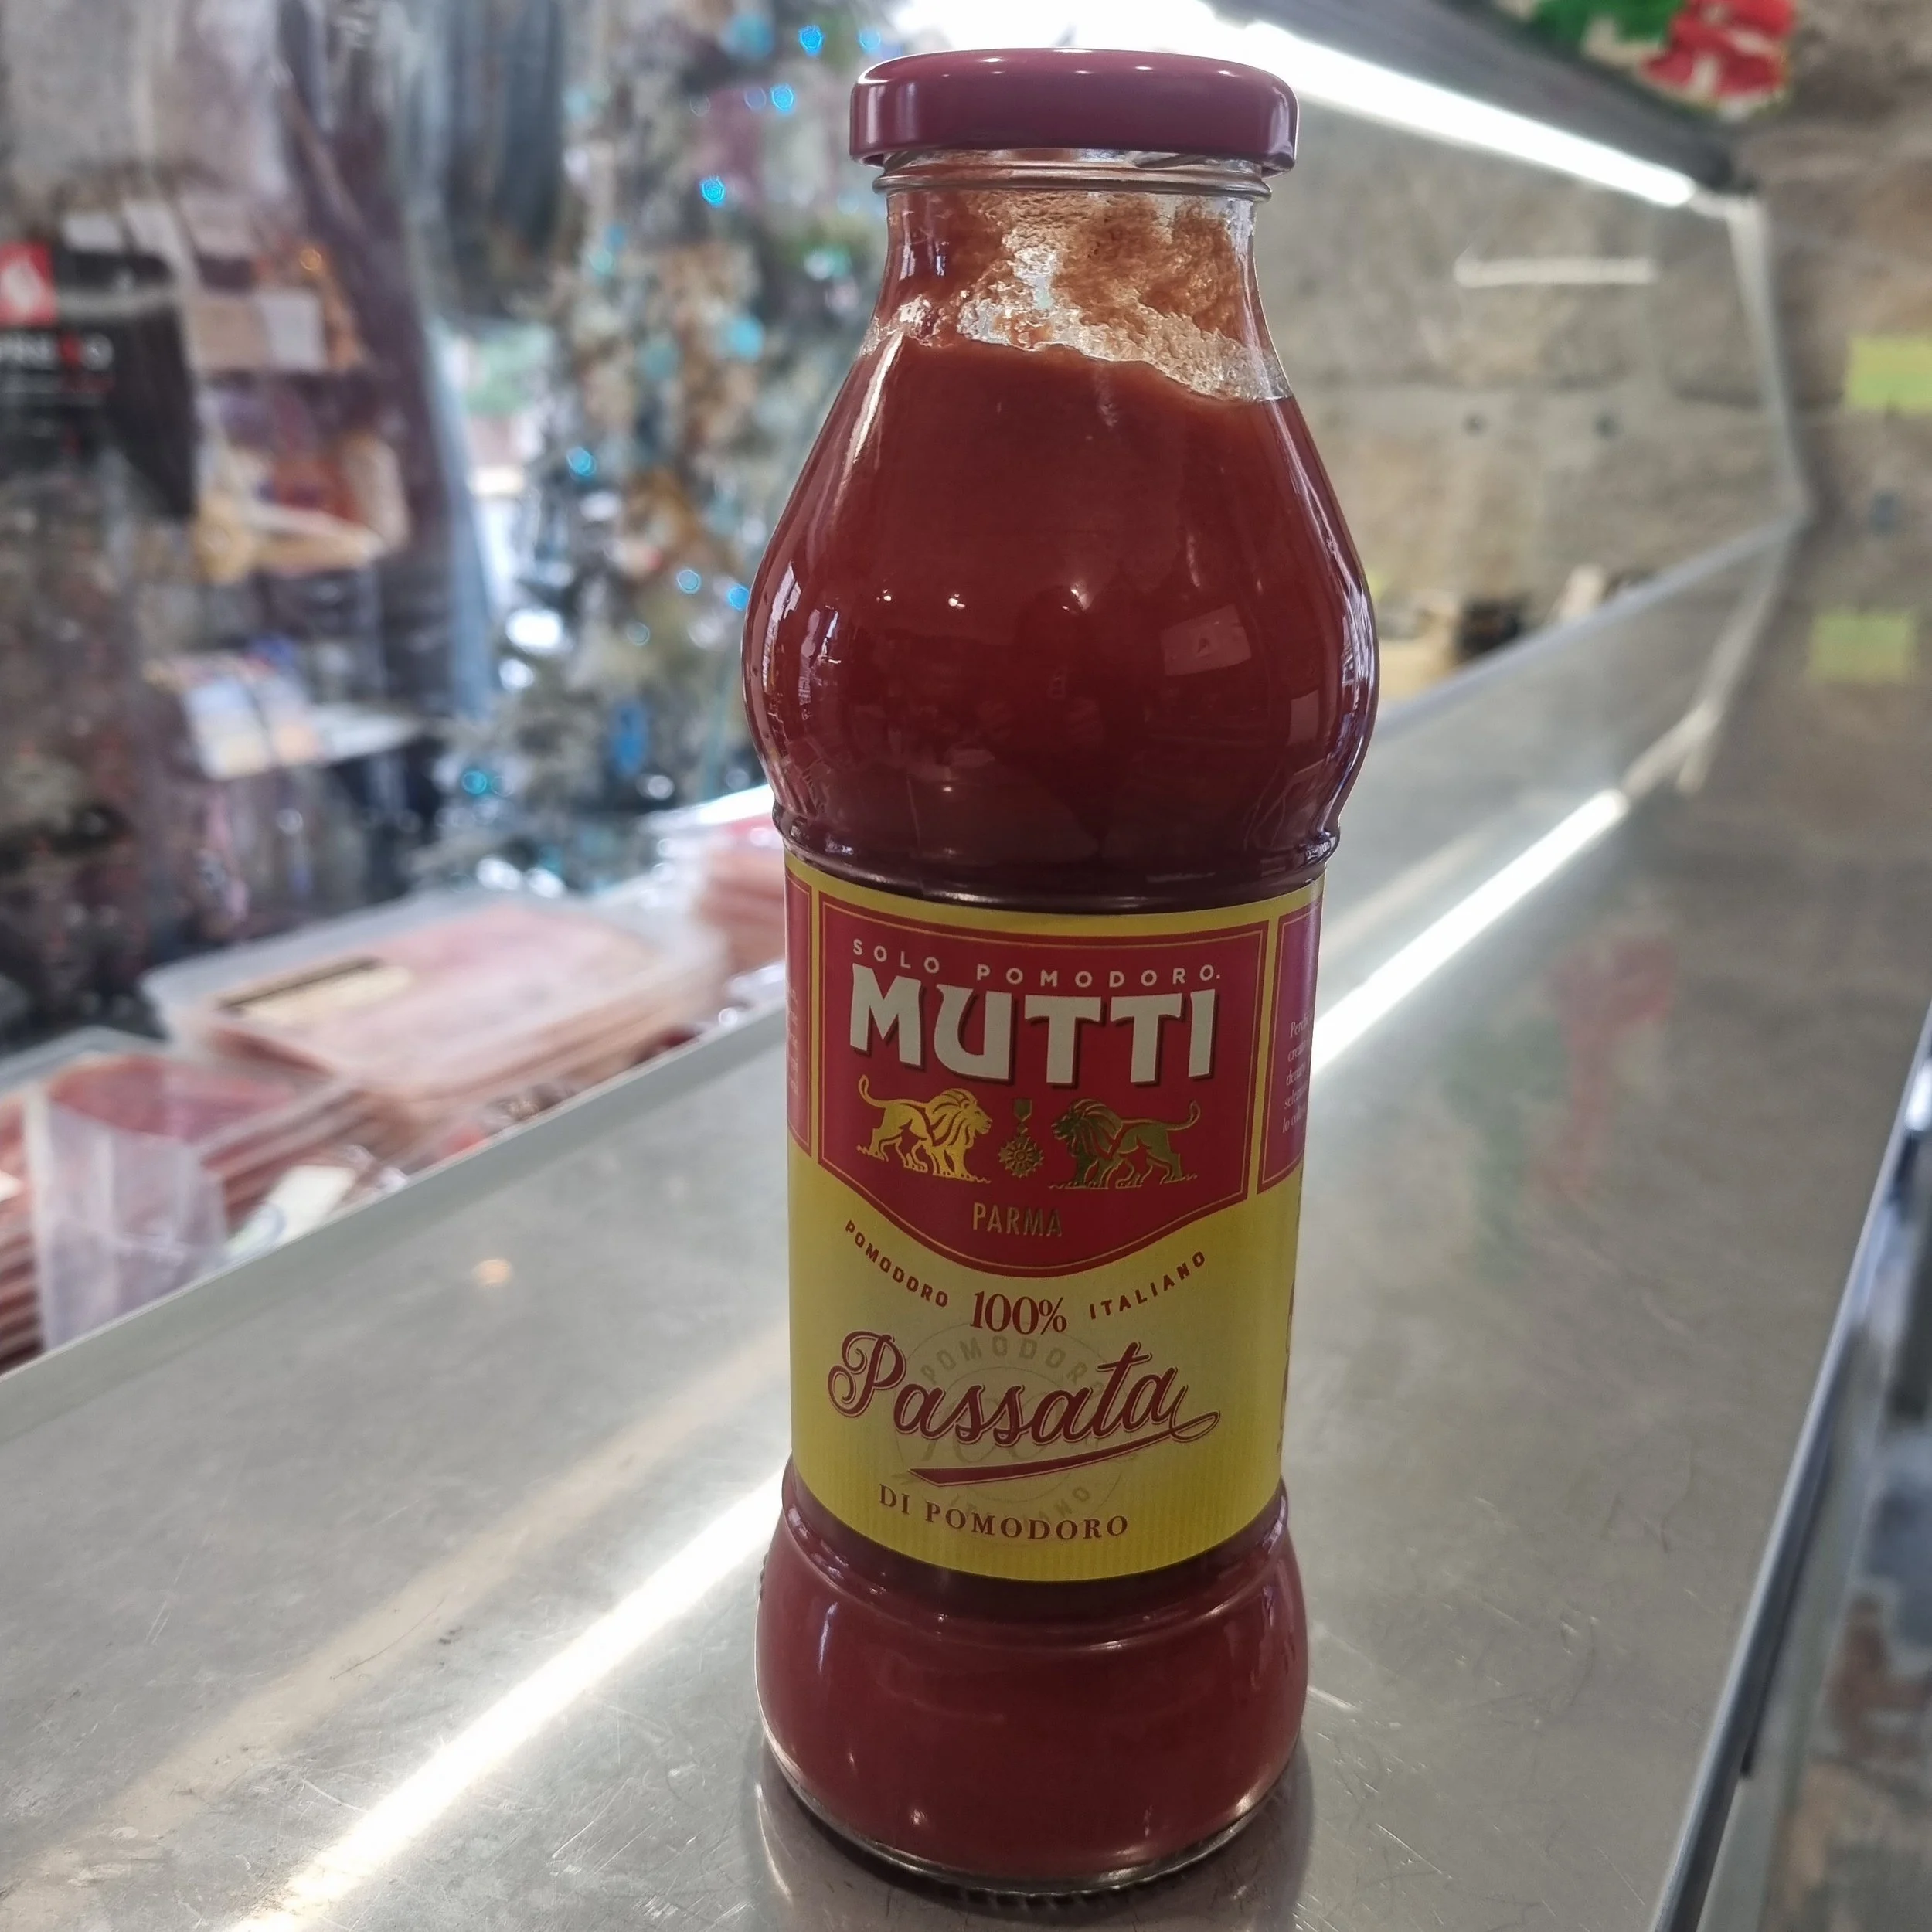 SOLO POMODORO.
MUTTI
PARMA
POMODORO 100% ITALIANO
Passata
DI POMODORO